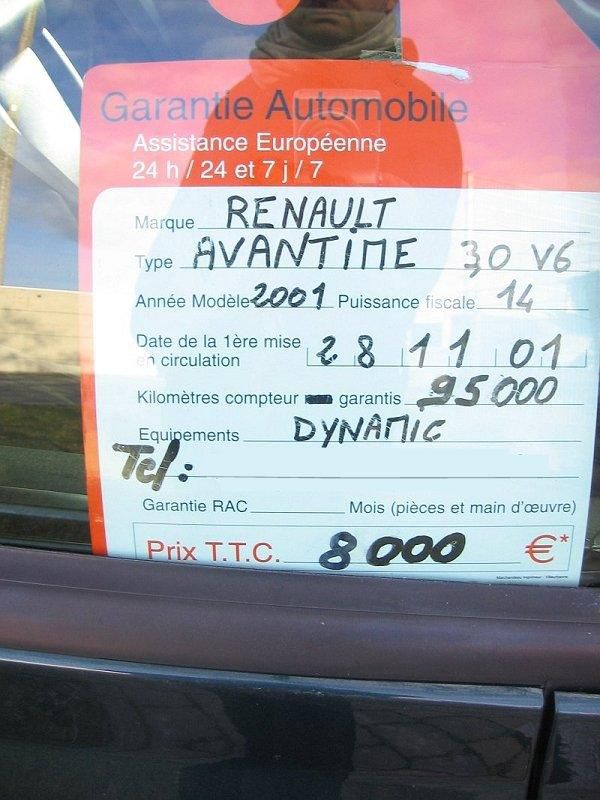 Garantie Automobile
Assistance Européenne
24 h / 24 et 7 j / 7
Marque RENAULT
Type AVANTIME 3,0 V6
Année Modèle 2001 Puissance fiscale 14
Date de la 1ère mise
en circulation 28 11 01
Kilomètres compteur garantis 95000
Equipements DYNAMIC
Tel:
Garantie RAC Mois (pièces et main d'œuvre)
Prix T.T.C. 8000 €*